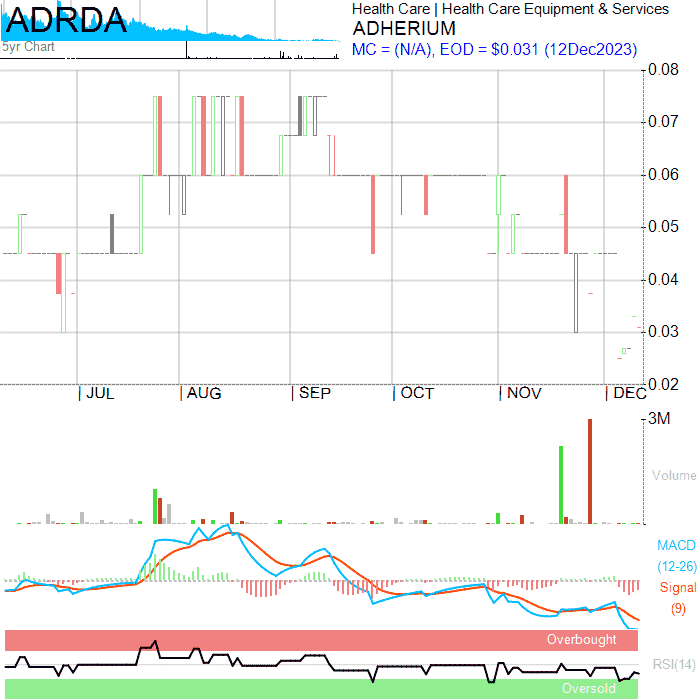 ADRDA
5yr Chart
Health Care | Health Care Equipment & Services
ADHERIUM
MC = (N/A), EOD = $0.031 (12Dec2023)
0.08
0.07
0.06
0.05
0.04
0.03
0.02
| JUL | AUG | SEP | OCT | NOV | DEC
3M
Volume
MACD
(12-26)
Signal
(9)
Overbought
RSI(14)
Oversold